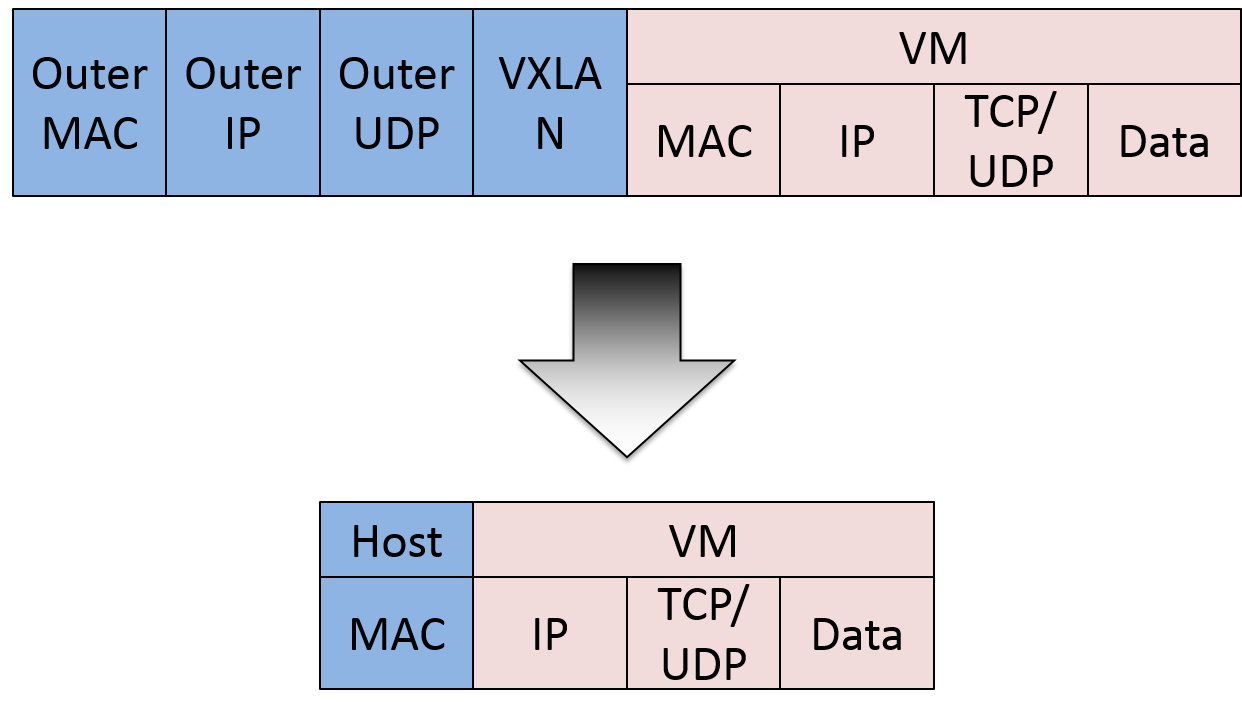 Outer
MAC
Outer
IP
Outer
UDP
VXLA
N
VM
MAC
IP
TCP/
UDP
Data
Host
VM
MAC
IP
TCP/
UDP
Data